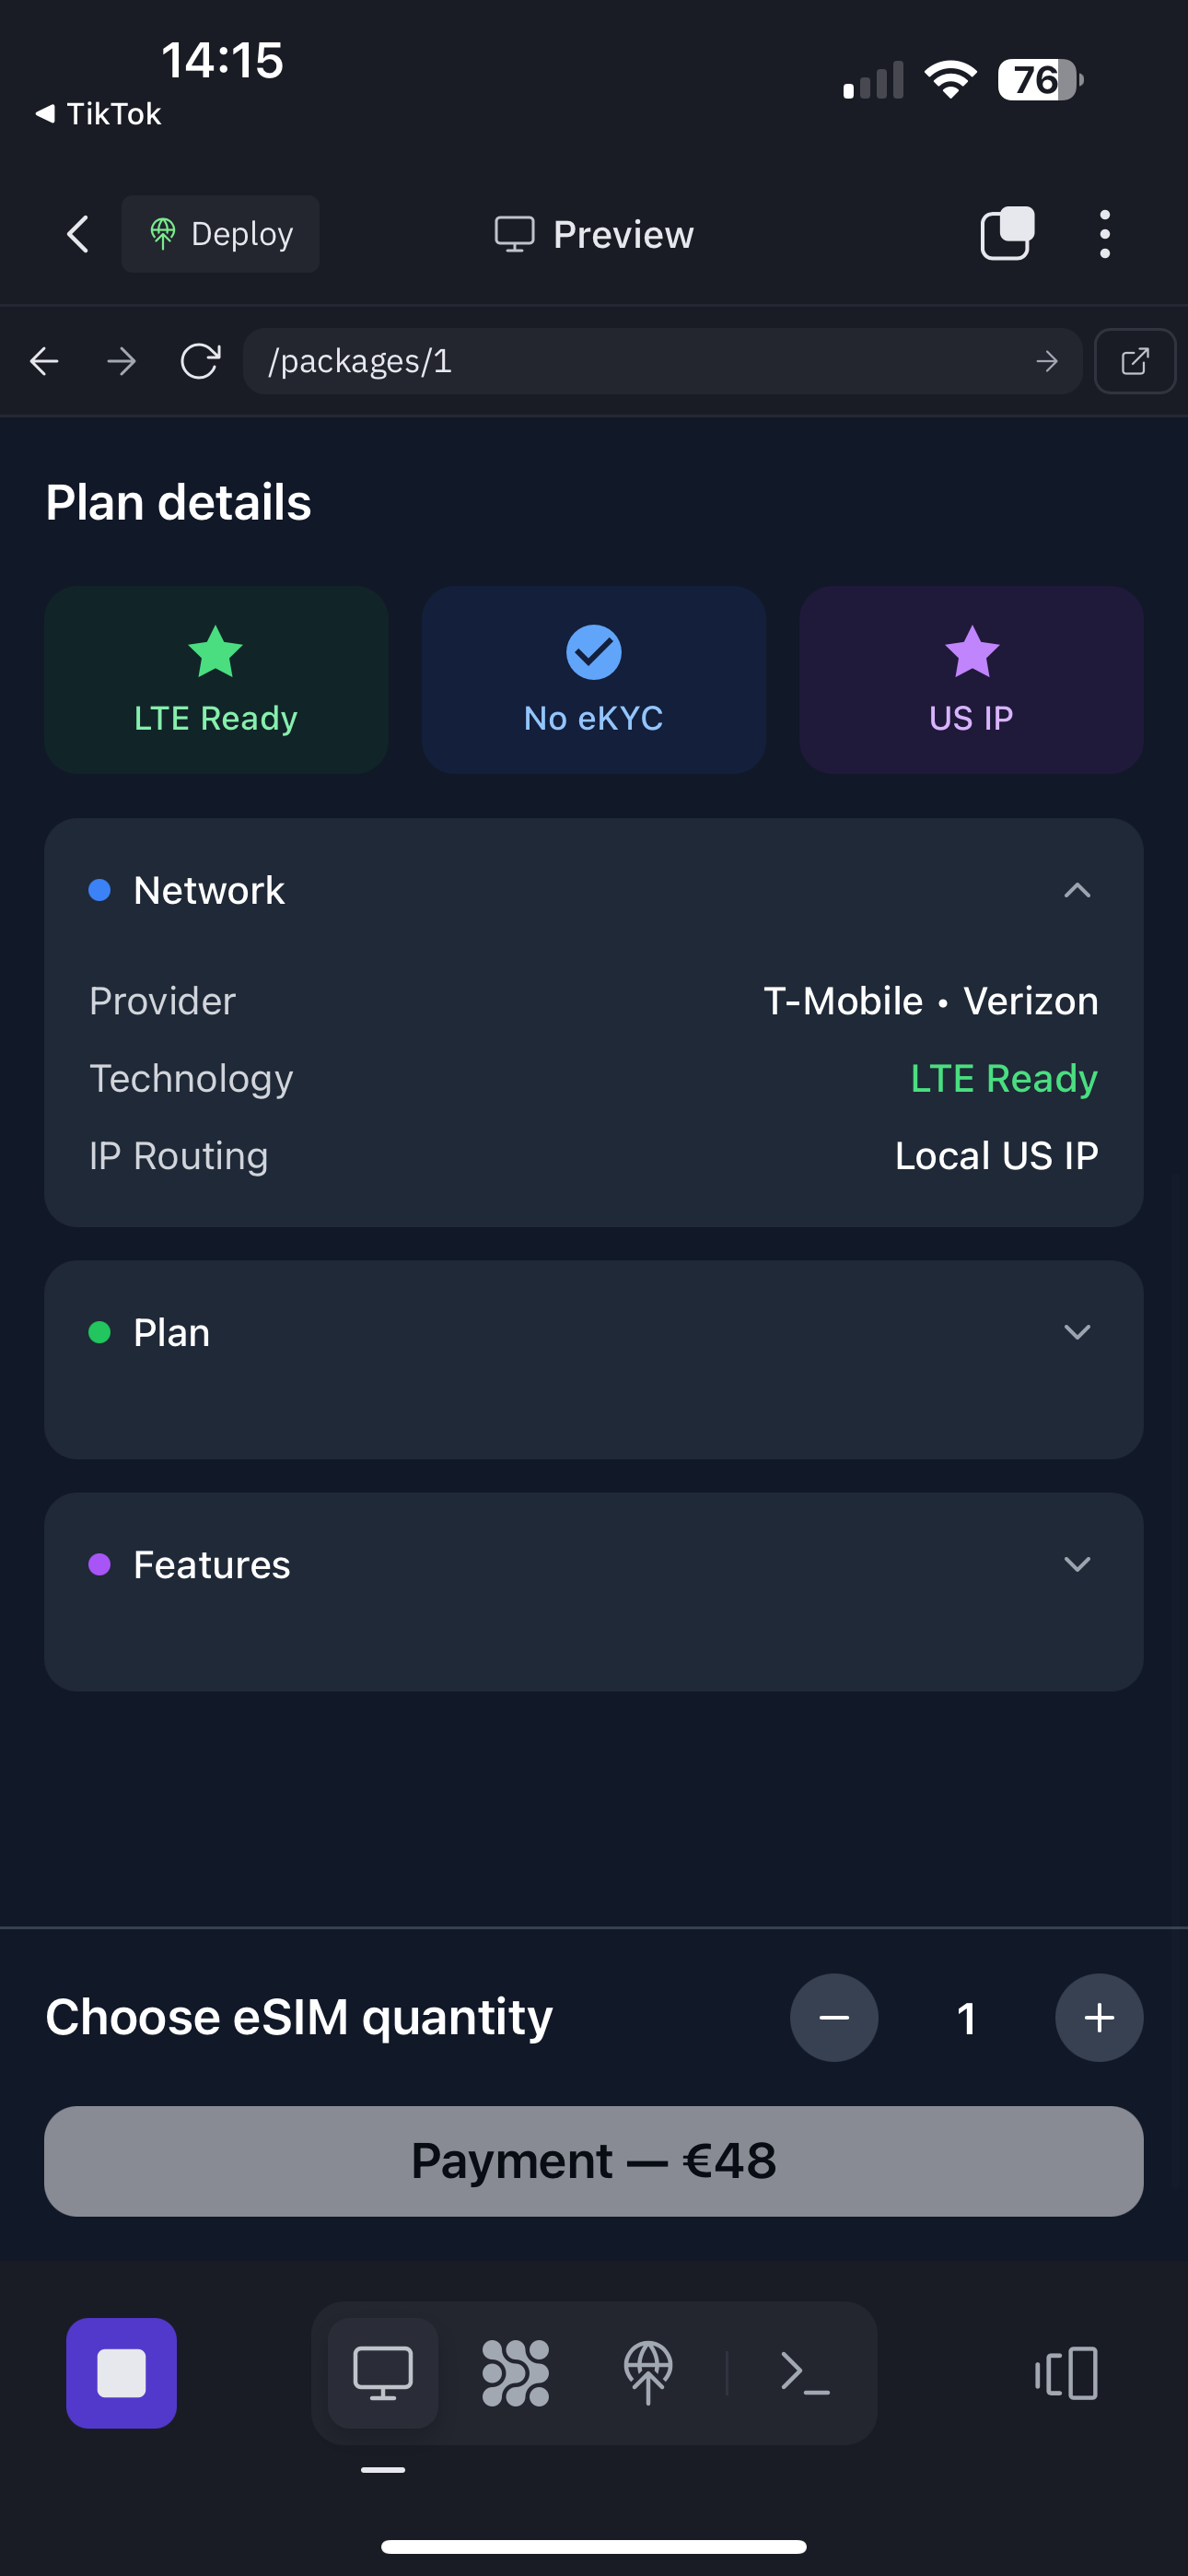 14:15
76
TikTok
Deploy
Preview
/packages/1
Plan details
LTE Ready
No eKYC
US IP
Network
Provider
T-Mobile • Verizon
Technology
LTE Ready
IP Routing
Local US IP
Plan
Features
Choose eSIM quantity
1
Payment — €48